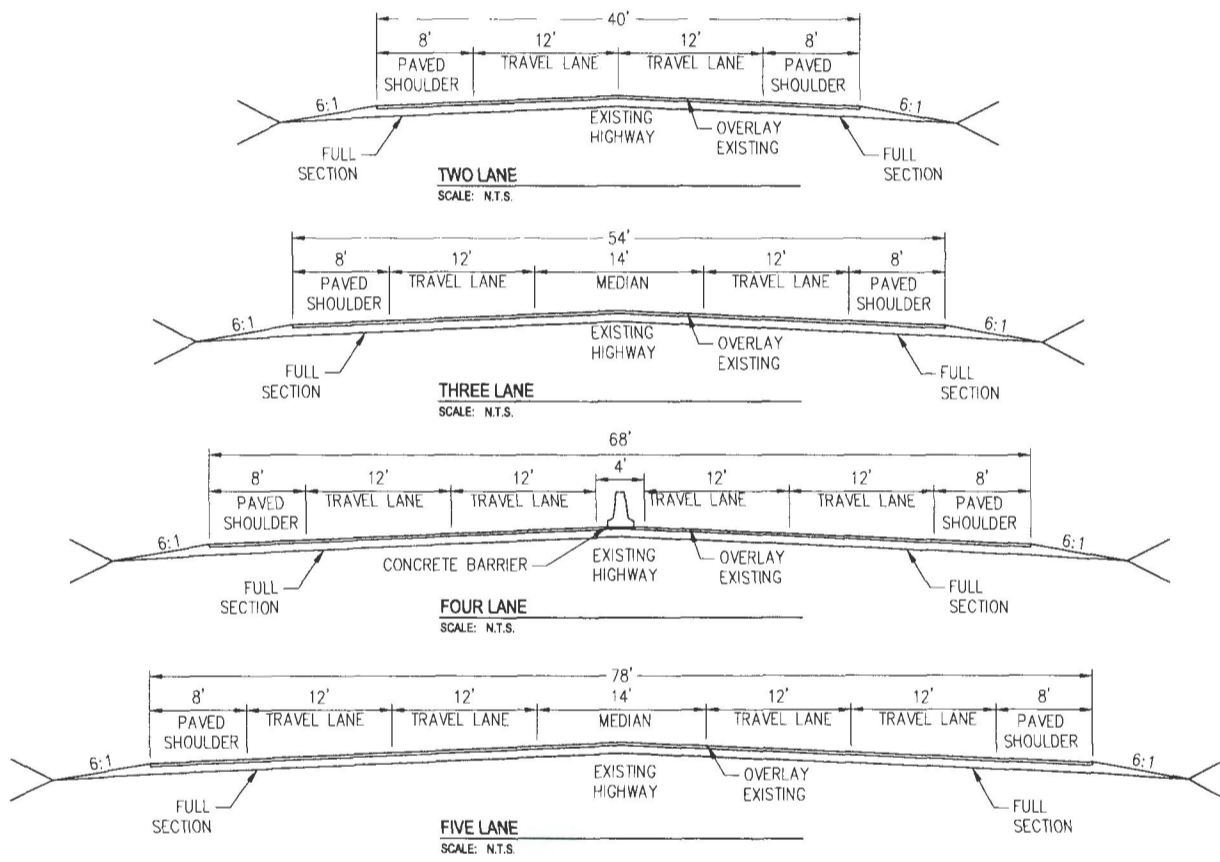 40'
8' 12' 12' 8'
PAVED SHOULDER TRAVEL LANE TRAVEL LANE PAVED SHOULDER
6:1 6:1
EXISTING HIGHWAY
OVERLAY EXISTING
FULL SECTION
FULL SECTION
TWO LANE
SCALE: N.T.S.
54'
8' 12' 14' 12' 8'
PAVED SHOULDER TRAVEL LANE MEDIAN TRAVEL LANE PAVED SHOULDER
6:1 6:1
EXISTING HIGHWAY
OVERLAY EXISTING
FULL SECTION
FULL SECTION
THREE LANE
SCALE: N.T.S.
68'
8' 12' 12' 4' 12' 12' 8'
PAVED SHOULDER TRAVEL LANE TRAVEL LANE TRAVEL LANE TRAVEL LANE PAVED SHOULDER
6:1 6:1
CONCRETE BARRIER
EXISTING HIGHWAY
OVERLAY EXISTING
FULL SECTION
FULL SECTION
FOUR LANE
SCALE: N.T.S.
78'
8' 12' 12' 14' 12' 12' 8'
PAVED SHOULDER TRAVEL LANE TRAVEL LANE MEDIAN TRAVEL LANE TRAVEL LANE PAVED SHOULDER
6:1 6:1
EXISTING HIGHWAY
OVERLAY EXISTING
FULL SECTION
FULL SECTION
FIVE LANE
SCALE: N.T.S.